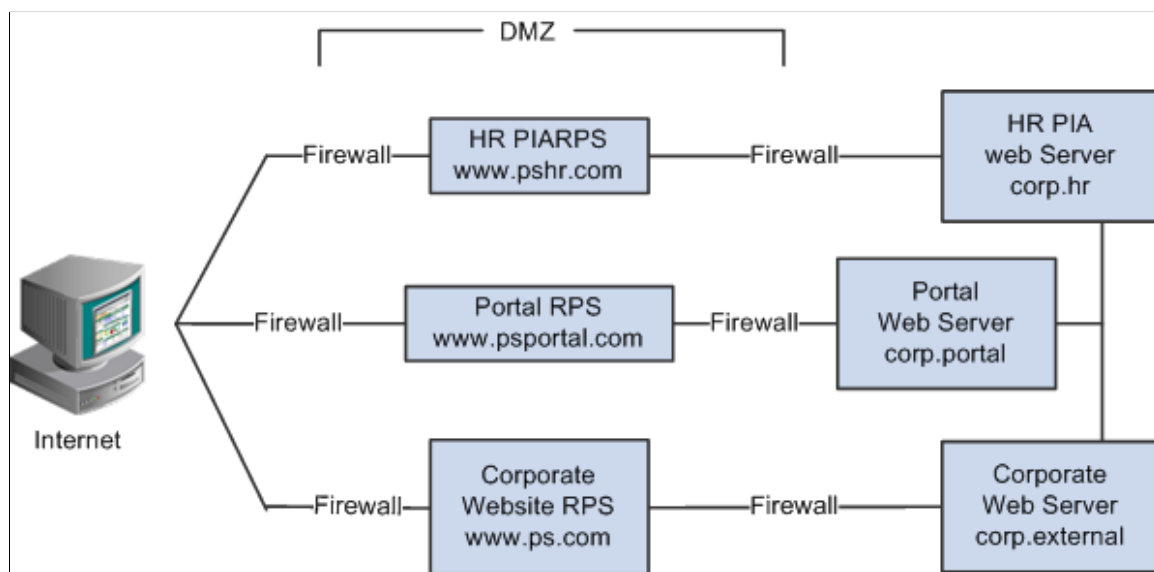 DMZ
Firewall
HR PIARPS
www.pshr.com
Firewall
HR PIA
web Server
corp.hr
Internet
Firewall
Portal RPS
www.psportal.com
Firewall
Portal
Web Server
corp.portal
Firewall
Corporate
Website RPS
www.ps.com
Firewall
Corporate
Web Server
corp.external